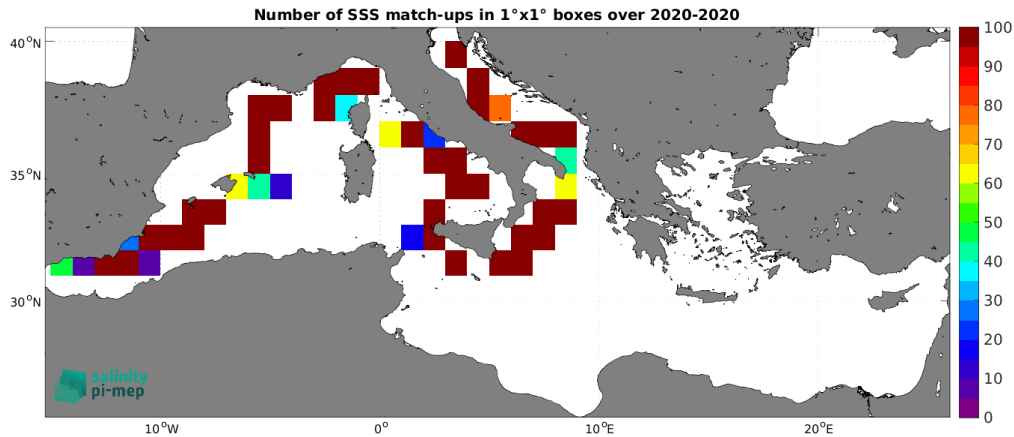 Number of SSS match-ups in 1°x1° boxes over 2020-2020
40°N
35°N
30°N
10°W
0°
10°E
20°E
100
90
80
70
60
50
40
30
20
10
0
salinity
pi-mep